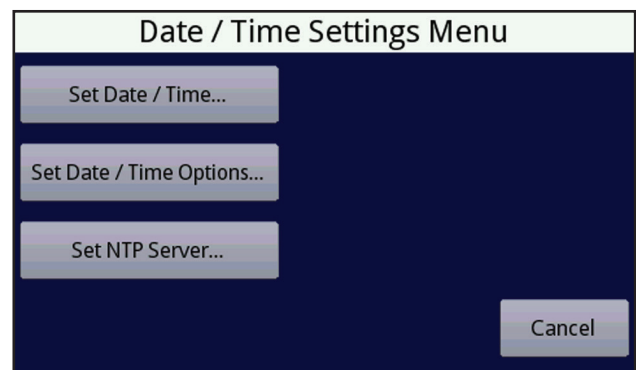 Date / Time Settings Menu
Set Date / Time...
Set Date / Time Options...
Set NTP Server...
Cancel